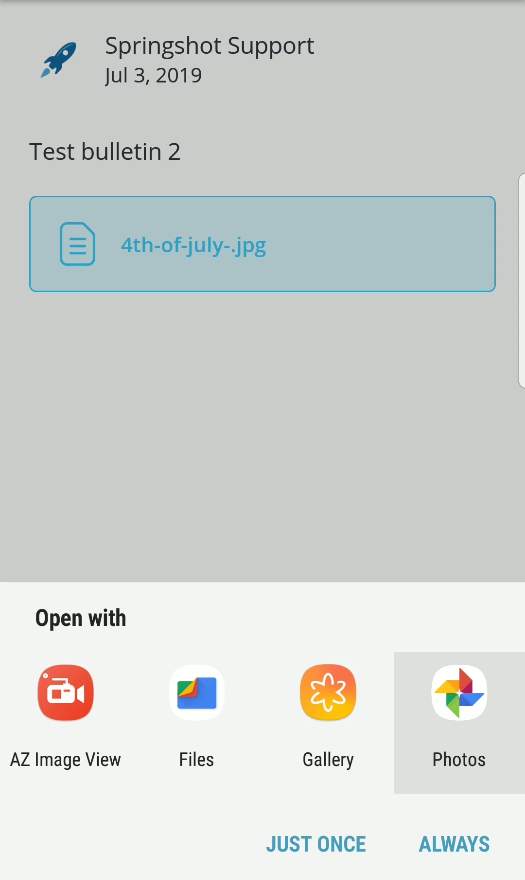 Springshot Support
Jul 3, 2019
Test bulletin 2
4th-of-july-.jpg
Open with
AZ Image View
Files
Gallery
Photos
JUST ONCE
ALWAYS